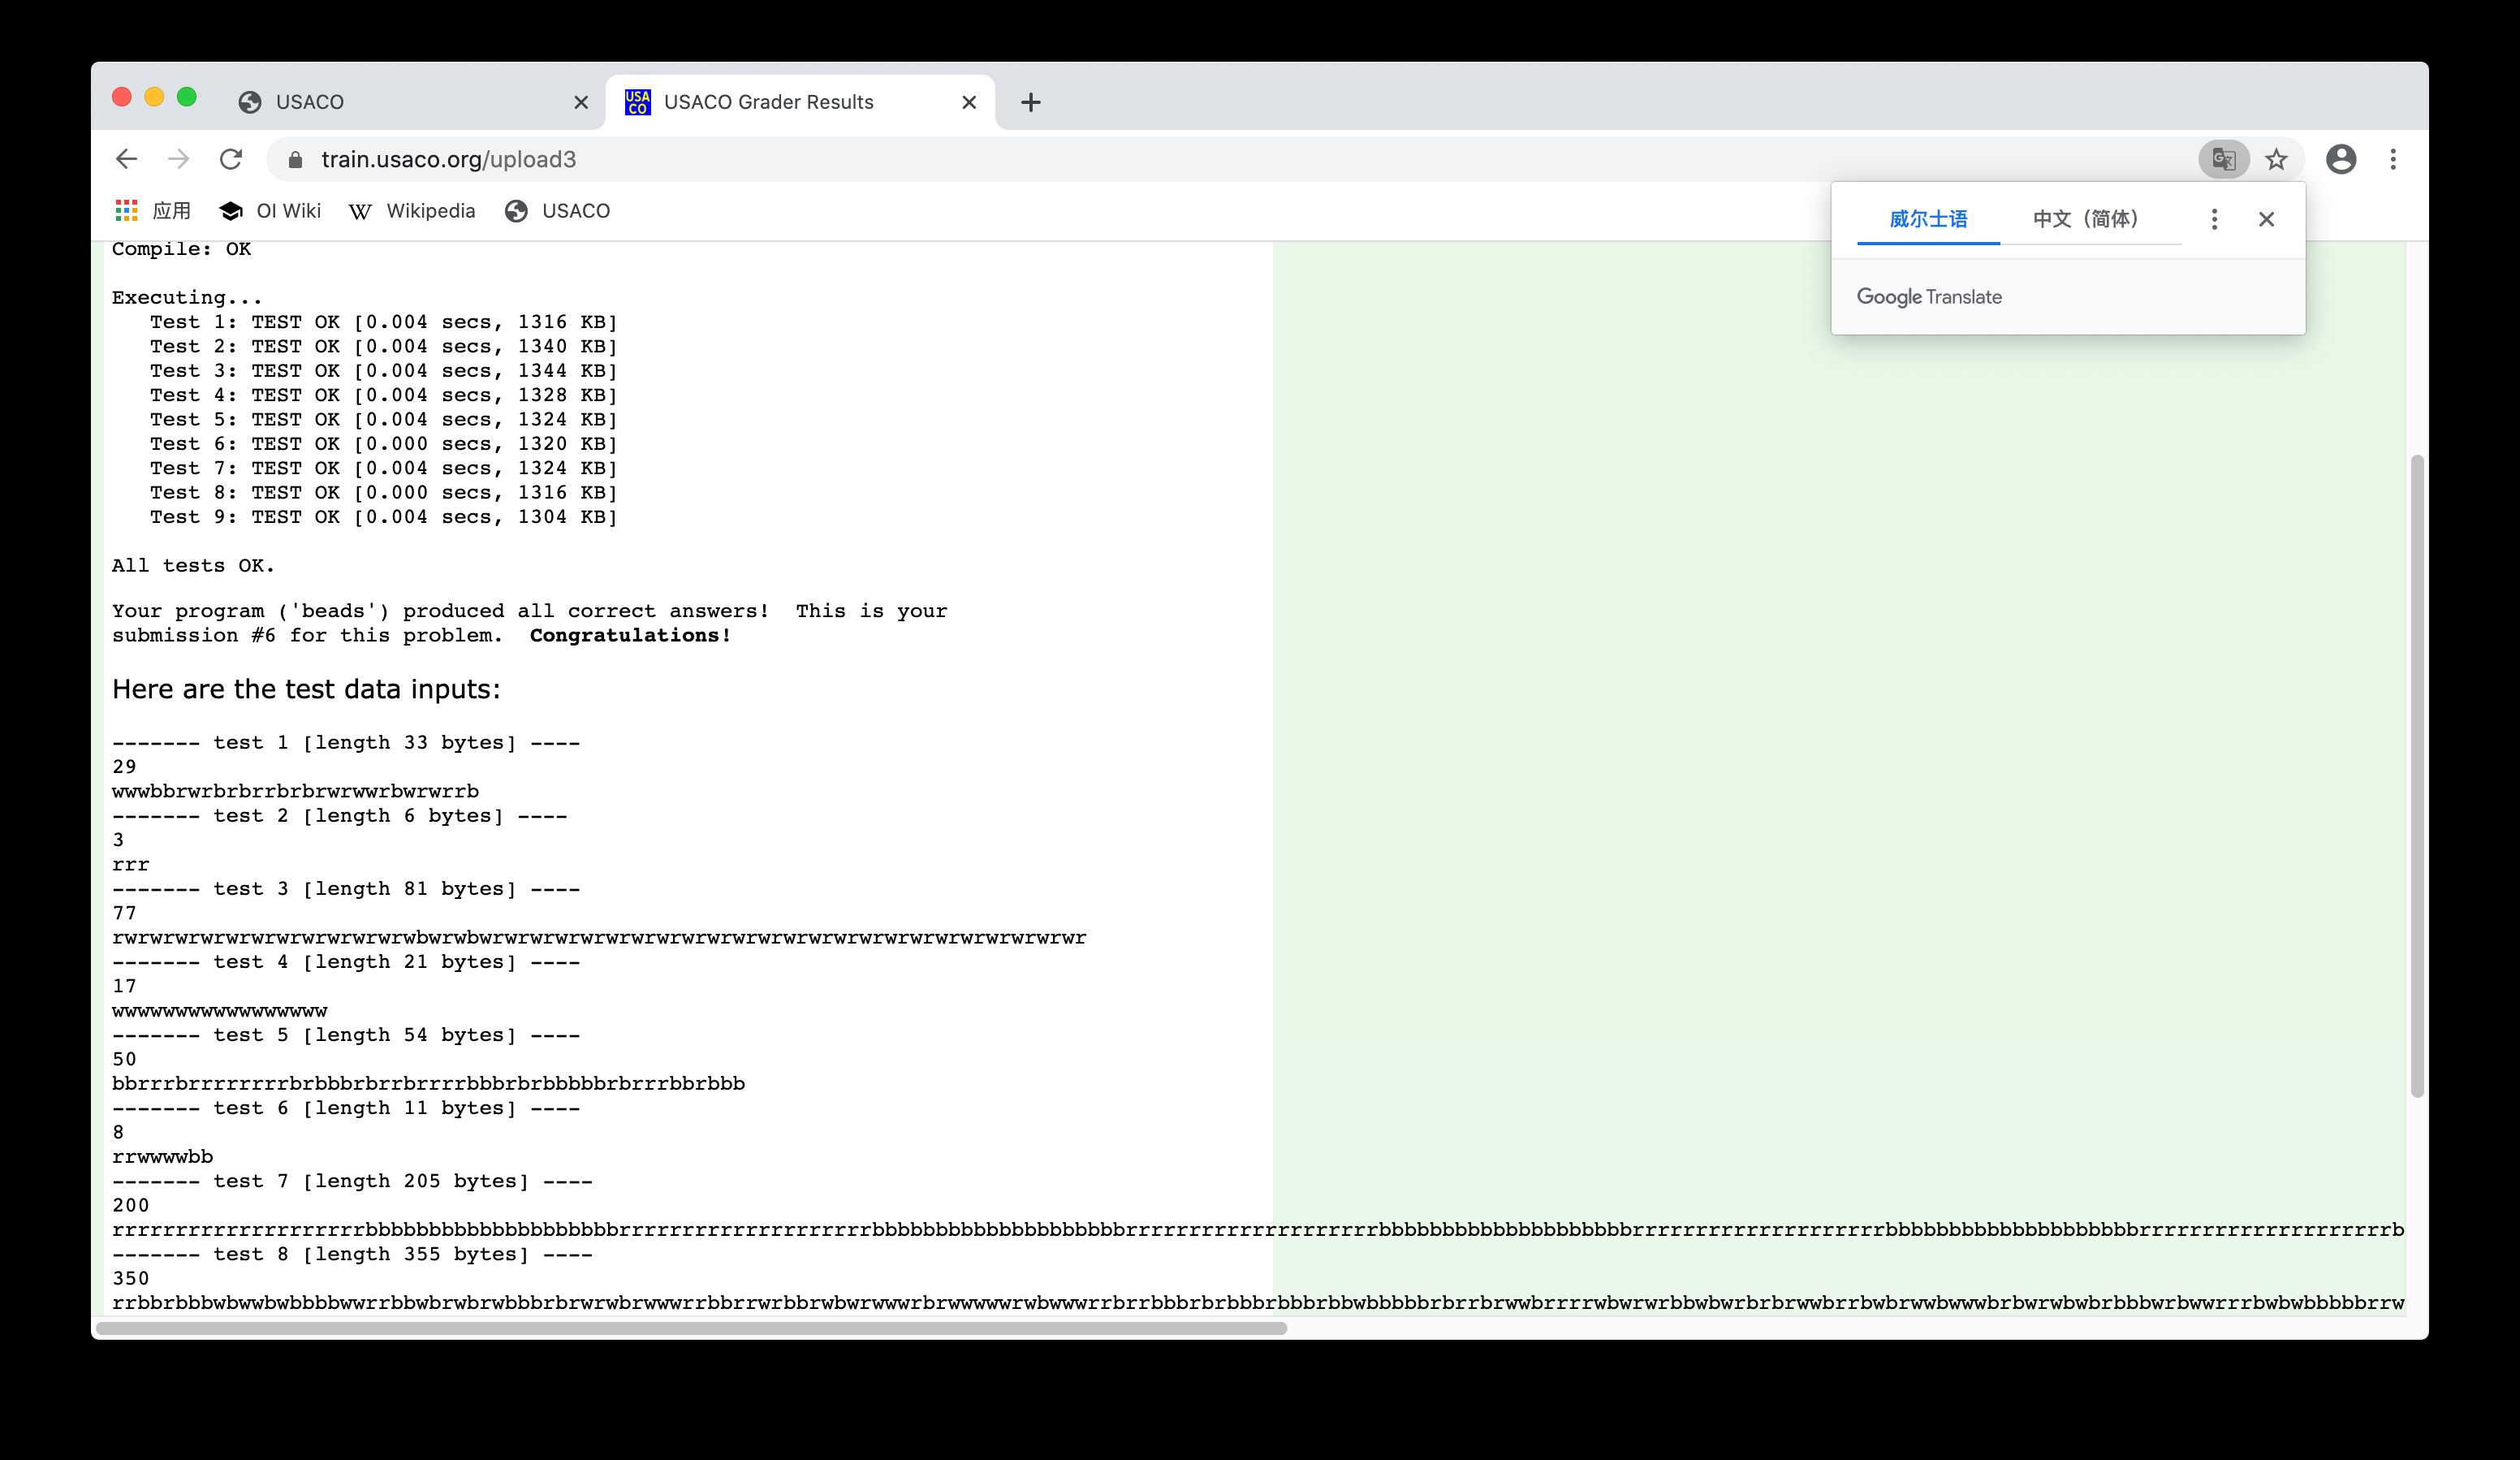 USACO
USA CO
USACO Grader Results
train.usaco.org/upload3
应用
OI Wiki
W
Wikipedia
USACO
威尔士语
中文（简体）
Google Translate
Compile: OK
Executing...
Test 1: TEST OK [0.004 secs, 1316 KB]
Test 2: TEST OK [0.004 secs, 1340 KB]
Test 3: TEST OK [0.004 secs, 1344 KB]
Test 4: TEST OK [0.004 secs, 1328 KB]
Test 5: TEST OK [0.004 secs, 1324 KB]
Test 6: TEST OK [0.000 secs, 1320 KB]
Test 7: TEST OK [0.004 secs, 1324 KB]
Test 8: TEST OK [0.000 secs, 1316 KB]
Test 9: TEST OK [0.004 secs, 1304 KB]
All tests OK.
Your program ('beads') produced all correct answers!  This is your
submission #6 for this problem.  Congratulations!
Here are the test data inputs:
------- test 1 [length 33 bytes] ----
29
wwwbbrwrbrbrrbrbrwrwwrbwrwrrb
------- test 2 [length 6 bytes] ----
3
rrr
------- test 3 [length 81 bytes] ----
77
rwrwrwrwrwrwrwrwrwrwrwrwbwrwbwrwrwrwrwrwrwrwrwrwrwrwrwrwrwrwrwrwrwrwrwrwrwrwr
------- test 4 [length 21 bytes] ----
17
wwwwwwwwwwwwwwwww
------- test 5 [length 54 bytes] ----
50
bbrrrbrrrrrrrrbrbbbrbrrbrrrrbbbrbrbbbbbrbrrrbbrbbb
------- test 6 [length 11 bytes] ----
8
rrwwwwbb
------- test 7 [length 205 bytes] ----
200
rrrrrrrrrrrrrrrrrrrrbbbbbbbbbbbbbbbbbbbbrrrrrrrrrrrrrrrrrrrrbbbbbbbbbbbbbbbbbbbbrrrrrrrrrrrrrrrrrrrrbbbbbbbbbbbbbbbbbbbbrrrrrrrrrrrrrrrrrrrrbbbbbbbbbbbbbbbbbbbbrrrrrrrrrrrrrrrrrrrrb
------- test 8 [length 355 bytes] ----
350
rrbbrbbbwbwwbwbbbbwwrrbbwbrwbrwbbbrbrwrwbrwwwrrbbrrwrbbrwbwrwwwrbrwwwwwrwbwwwrrbrrbbbrbrbbbrbbbrbbwbbbbbrbrrbrwwbrrrrwbwrwrbbwbwrbrbrwwbrrbwbrwwbwwwbrbwrwbwbrbbbwrbwwrrrbwbwbbbbbrrw